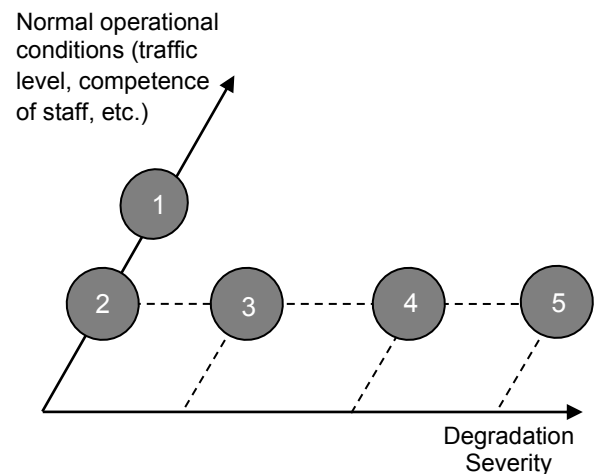 Normal operational
conditions (traffic
level, competence
of staff, etc.)
1
2
3
4
5
Degradation
Severity